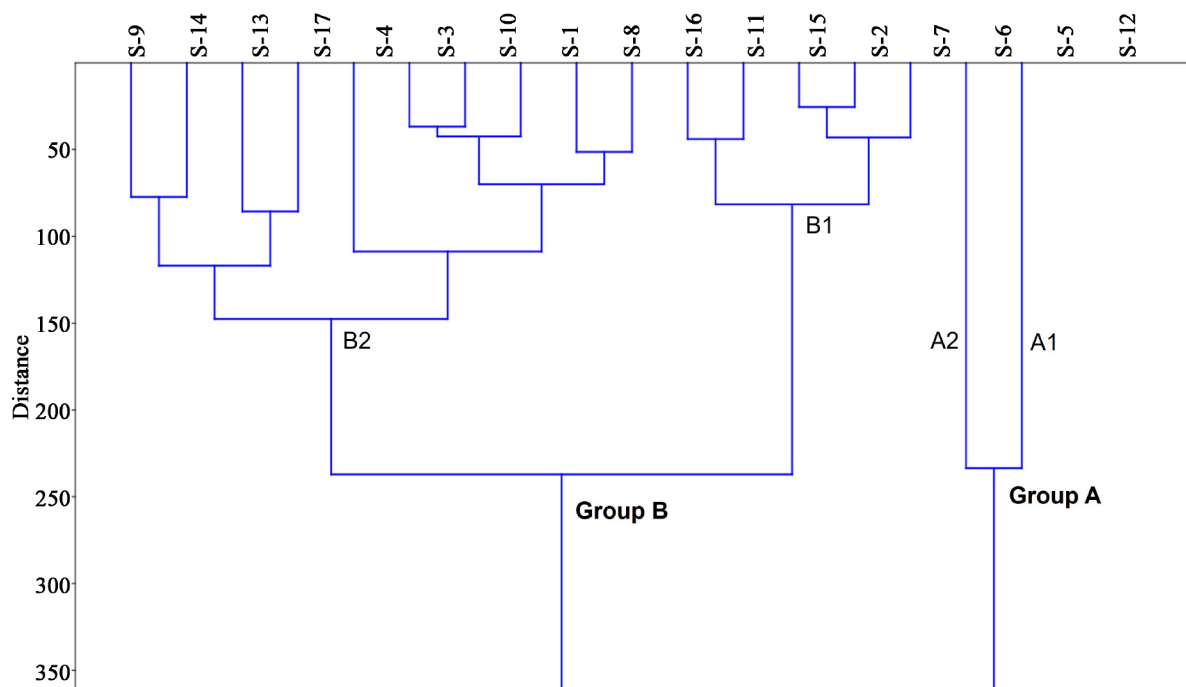 S-9
S-14
S-13
S-17
S-4
S-3
S-10
S-1
S-8
S-16
S-11
S-15
S-2
S-7
S-6
S-5
S-12
50
100
B1
150
B2
A2
A1
Distance
200
250
Group A
Group B
300
350